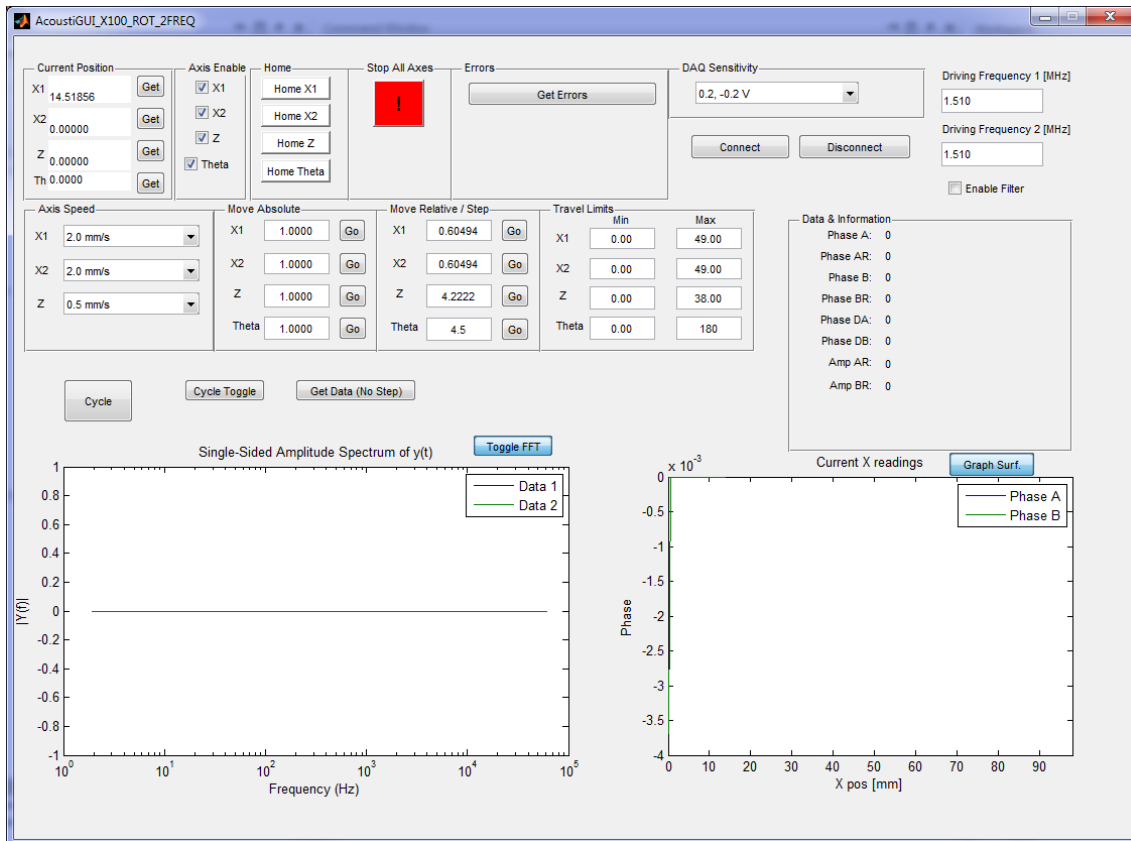 AcoustiGUI_X100_ROT_2FREQ
Current Position
X1 14.51856 Get
X2 0.00000 Get
Z 0.00000 Get
Th 0.0000 Get
Axis Enable
X1
X2
Z
Theta
Home
Home X1
Home X2
Home Z
Home Theta
Stop All Axes
!
Errors
Get Errors
DAQ Sensitivity
0.2, -0.2 V
Connect Disconnect
Driving Frequency 1 [MHz]
1.510
Driving Frequency 2 [MHz]
1.510
Enable Filter
Axis Speed
X1 2.0 mm/s
X2 2.0 mm/s
Z 0.5 mm/s
Move Absolute
X1 1.0000 Go
X2 1.0000 Go
Z 1.0000 Go
Theta 1.0000 Go
Move Relative / Step
X1 0.60494 Go
X2 0.60494 Go
Z 4.2222 Go
Theta 4.5 Go
Travel Limits
Min Max
X1 0.00 49.00
X2 0.00 49.00
Z 0.00 38.00
Theta 0.00 180
Data & Information
Phase A: 0
Phase AR: 0
Phase B: 0
Phase BR: 0
Phase DA: 0
Phase DB: 0
Amp AR: 0
Amp BR: 0
Cycle
Cycle Toggle
Get Data (No Step)
Single-Sided Amplitude Spectrum of y(t)
Toggle FFT
Data 1
Data 2
|Y(f)|
1
0.8
0.6
0.4
0.2
0
-0.2
-0.4
-0.6
-0.8
-1
10^0 10^1 10^2 10^3 10^4 10^5
Frequency (Hz)
Current X readings
Graph Surf.
x 10^-3
Phase A
Phase B
Phase
0
-0.5
-1
-1.5
-2
-2.5
-3
-3.5
-4
0 10 20 30 40 50 60 70 80 90
X pos [mm]